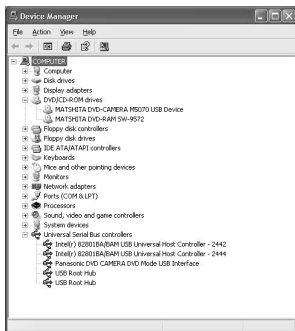 Device Manager
File Action View Help
COMPUTER
Computer
Disk drives
Display adapters
DVD/CD-ROM drives
MATSHITA DVD-CAMERA M5070 USB Device
MATSHITA DVD-RAM SW-9572
Floppy disk controllers
Floppy disk drives
IDE ATA/ATAPI controllers
Keyboards
Mice and other pointing devices
Monitors
Network adapters
Ports (COM & LPT)
Processors
Sound, video and game controllers
System devices
Universal Serial Bus controllers
Intel(r) 82801BA/BAM USB Universal Host Controller - 2442
Intel(r) 82801BA/BAM USB Universal Host Controller - 2444
Panasonic DVD CAMERA DVD Mode USB Interface
USB Root Hub
USB Root Hub